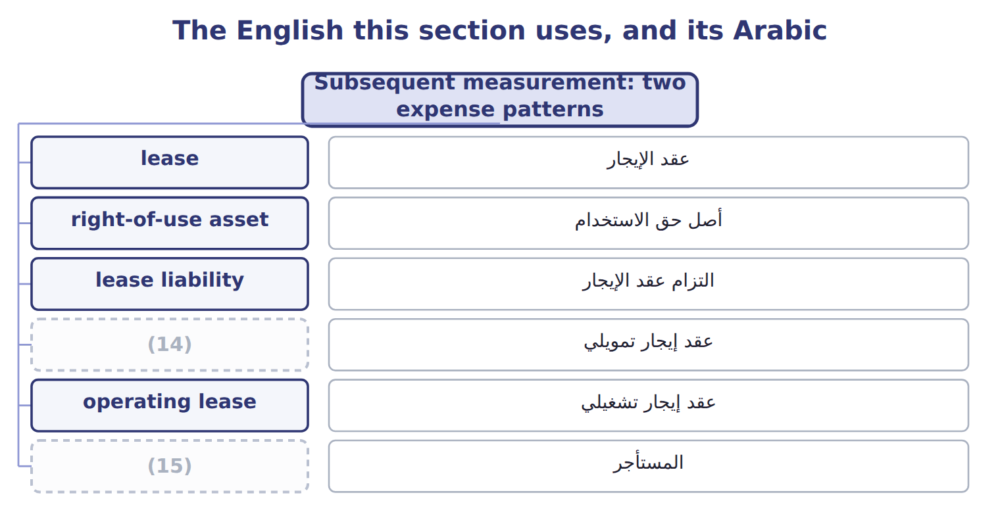 The English this section uses, and its Arabic
Subsequent measurement: two
expense patterns
lease
عقد الإيجار
right-of-use asset
أصل حق الاستخدام
lease liability
التزام عقد الإيجار
(14)
عقد إيجار تمويلي
operating lease
عقد إيجار تشغيلي
(15)
المستأجر